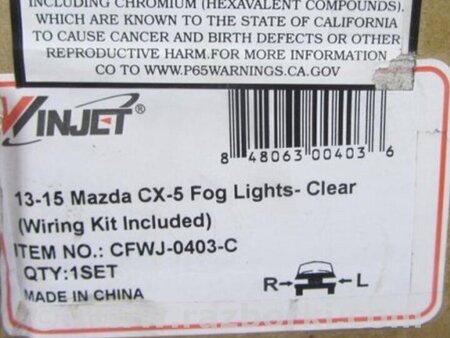 INCLUDING CHROMIUM (HEXAVALENT COMPOUNDS),
WHICH ARE KNOWN TO THE STATE OF CALIFORNIA
TO CAUSE CANCER AND BIRTH DEFECTS OR OTHER
REPRODUCTIVE HARM.FOR MORE INFORMATION
CO TO WWW.P65WARNINGS.CA.GOV
WINJET®
8 48063 00403 6
13-15 Mazda CX-5 Fog Lights- Clear
(Wiring Kit Included)
ITEM NO.: CFWJ-0403-C
QTY:1SET
R L
MADE IN CHINA